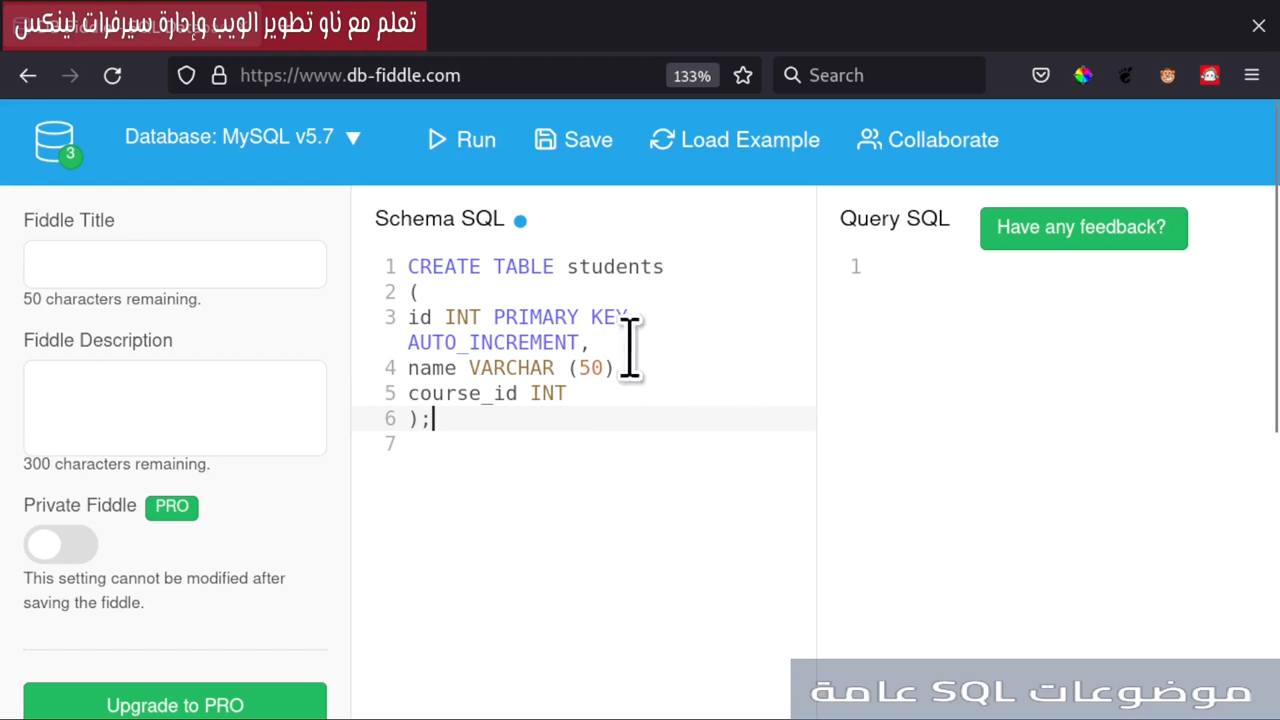 تعلم مع ناو تطوير الويب وإدارة سيرفرات لينكس
https://www.db-fiddle.com
133%
Search
3
Database: MySQL v5.7
Run
Save
Load Example
Collaborate
Fiddle Title
50 characters remaining.
Fiddle Description
300 characters remaining.
Private Fiddle PRO
This setting cannot be modified after
saving the fiddle.
Upgrade to PRO
Schema SQL
1 CREATE TABLE students
2 (
3 id INT PRIMARY KEY
AUTO_INCREMENT,
4 name VARCHAR (50)
5 course_id INT
6 );
7
Query SQL
Have any feedback?
1
موضوعات SQL عامة